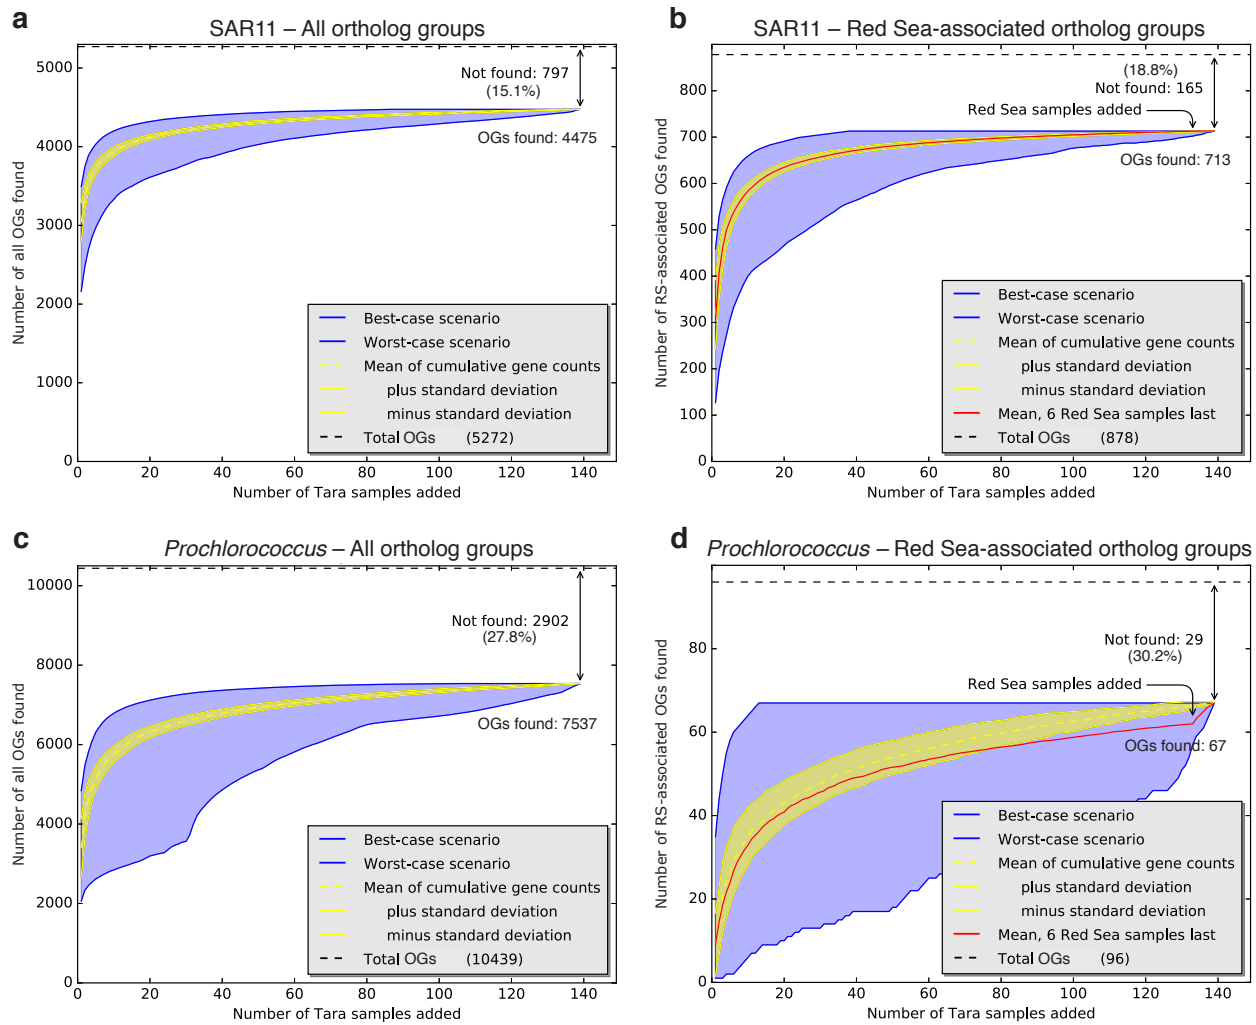 a
SAR11 – All ortholog groups
5000
4000
3000
2000
1000
0
Number of all OGs found
Not found: 797
(15.1%)
OGs found: 4475
Best-case scenario
Worst-case scenario
Mean of cumulative gene counts
plus standard deviation
minus standard deviation
Total OGs (5272)
0 20 40 60 80 100 120 140
Number of Tara samples added
b
SAR11 – Red Sea-associated ortholog groups
800
700
600
500
400
300
200
100
0
Number of RS-associated OGs found
(18.8%)
Not found: 165
Red Sea samples added
OGs found: 713
Best-case scenario
Worst-case scenario
Mean of cumulative gene counts
plus standard deviation
minus standard deviation
Mean, 6 Red Sea samples last
Total OGs (878)
0 20 40 60 80 100 120 140
Number of Tara samples added
c
Prochlorococcus – All ortholog groups
10000
8000
6000
4000
2000
0
Number of all OGs found
Not found: 2902
(27.8%)
OGs found: 7537
Best-case scenario
Worst-case scenario
Mean of cumulative gene counts
plus standard deviation
minus standard deviation
Total OGs (10439)
0 20 40 60 80 100 120 140
Number of Tara samples added
d
Prochlorococcus – Red Sea-associated ortholog groups
80
60
40
20
0
Number of RS-associated OGs found
Not found: 29
(30.2%)
Red Sea samples added
OGs found: 67
Best-case scenario
Worst-case scenario
Mean of cumulative gene counts
plus standard deviation
minus standard deviation
Mean, 6 Red Sea samples last
Total OGs (96)
0 20 40 60 80 100 120 140
Number of Tara samples added